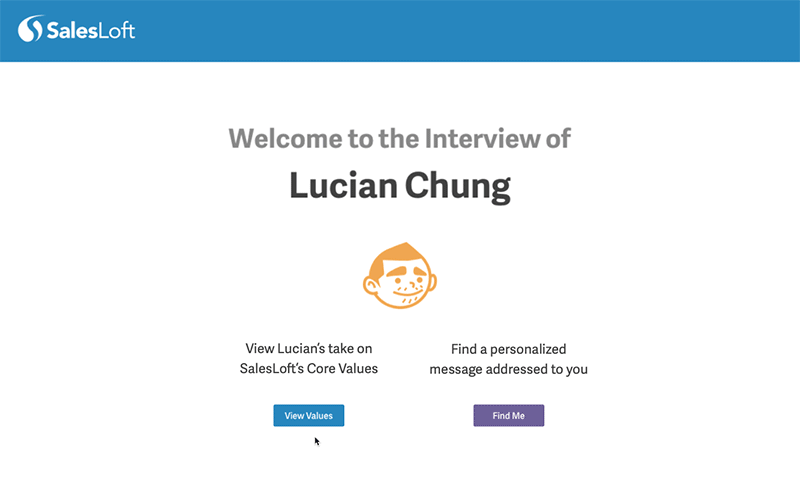 SalesLoft
Welcome to the Interview of
Lucian Chung
View Lucian's take on
SalesLoft's Core Values
Find a personalized
message addressed to you
View Values
Find Me